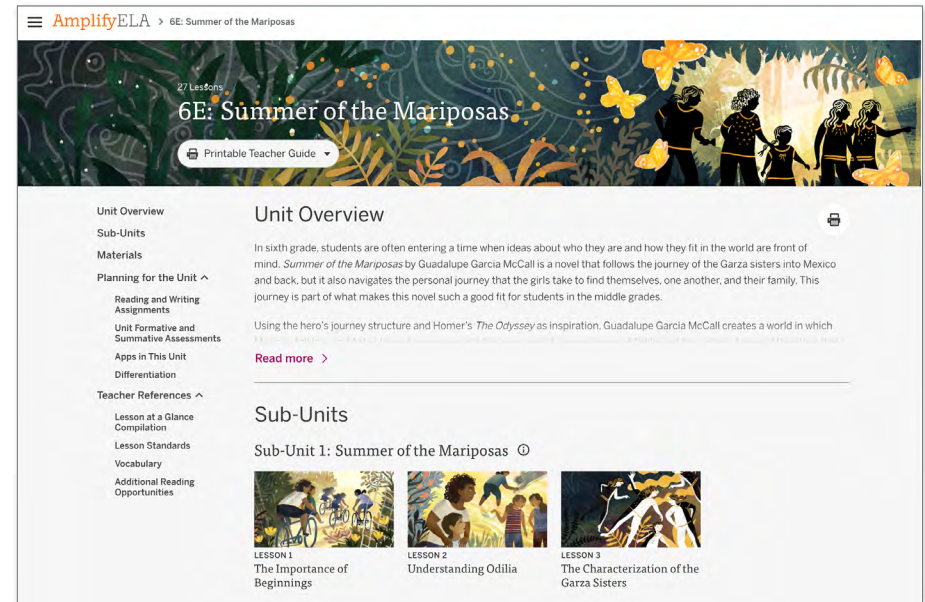 AmplifyELA > 6E: Summer of the Mariposas
27 Lessons
6E: Summer of the Mariposas
Printable Teacher Guide
Unit Overview
Sub-Units
Materials
Planning for the Unit
Reading and Writing
Assignments
Unit Formative and
Summative Assessments
Apps in This Unit
Differentiation
Teacher References
Lesson at a Glance
Compilation
Lesson Standards
Vocabulary
Additional Reading
Opportunities
Unit Overview
In sixth grade, students are often entering a time when ideas about who they are and how they fit in the world are front of
mind. Summer of the Mariposas by Guadalupe Garcia McCall is a novel that follows the journey of the Garza sisters into Mexico
and back, but it also navigates the personal journey that the girls take to find themselves, one another, and their family. This
journey is part of what makes this novel such a good fit for students in the middle grades.
Using the hero's journey structure and Homer's The Odyssey as inspiration, Guadalupe Garcia McCall creates a world in which
Read more >
Sub-Units
Sub-Unit 1: Summer of the Mariposas
LESSON 1
The Importance of
Beginnings
LESSON 2
Understanding Odilia
LESSON 3
The Characterization of the
Garza Sisters